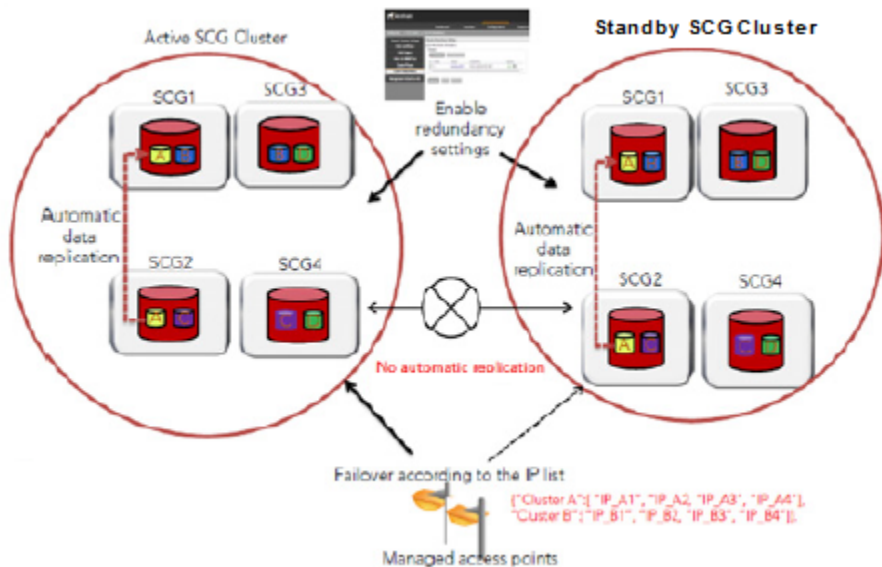 Active SCG Cluster
Standby SCG Cluster
Enable
redundancy
settings
SCG1
SCG3
A
B
B
D
Automatic
data
replication
SCG2
SCG4
A
C
C
D
SCG1
SCG3
A
B
B
D
Automatic
data
replication
SCG2
SCG4
A
C
D
No automatic replication
Failover according to the IP list
{"Cluster A":[ "IP_A1", "IP_A2, "IP_A3", "IP_A4"],
"Cluster B":["IP_B1", "IP_B2, "IP_B3", "IP_B4"]},
Managed access points